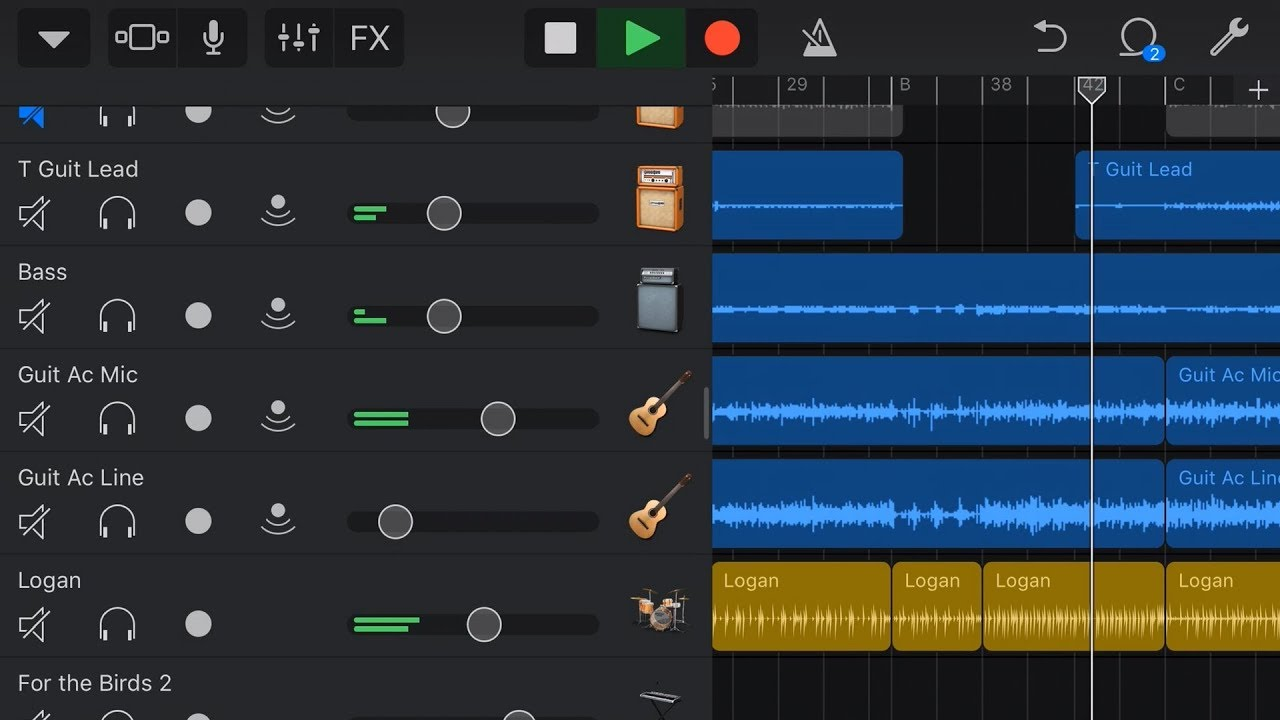 FX
2
29
B
38
42
C
T Guit Lead
T Guit Lead
Bass
Guit Ac Mic
Guit Ac Mic
Guit Ac Line
Guit Ac Line
Logan
Logan
Logan
Logan
Logan
For the Birds 2